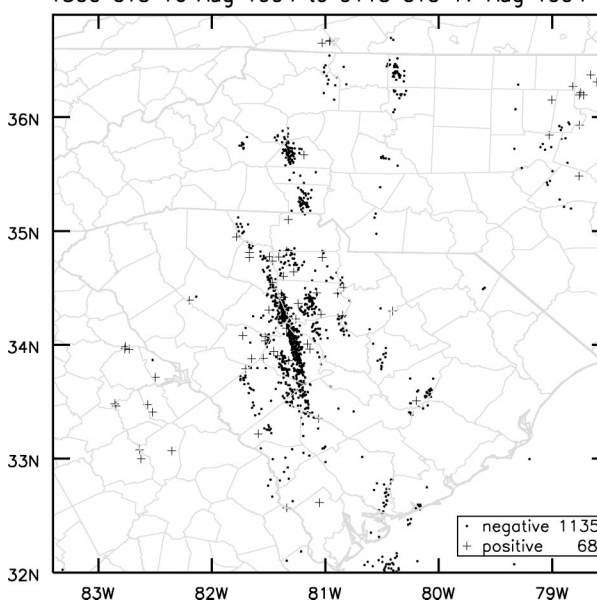 36N
35N
34N
33N
32N
83W 82W 81W 80W 79W
· negative 1135
+ positive 68